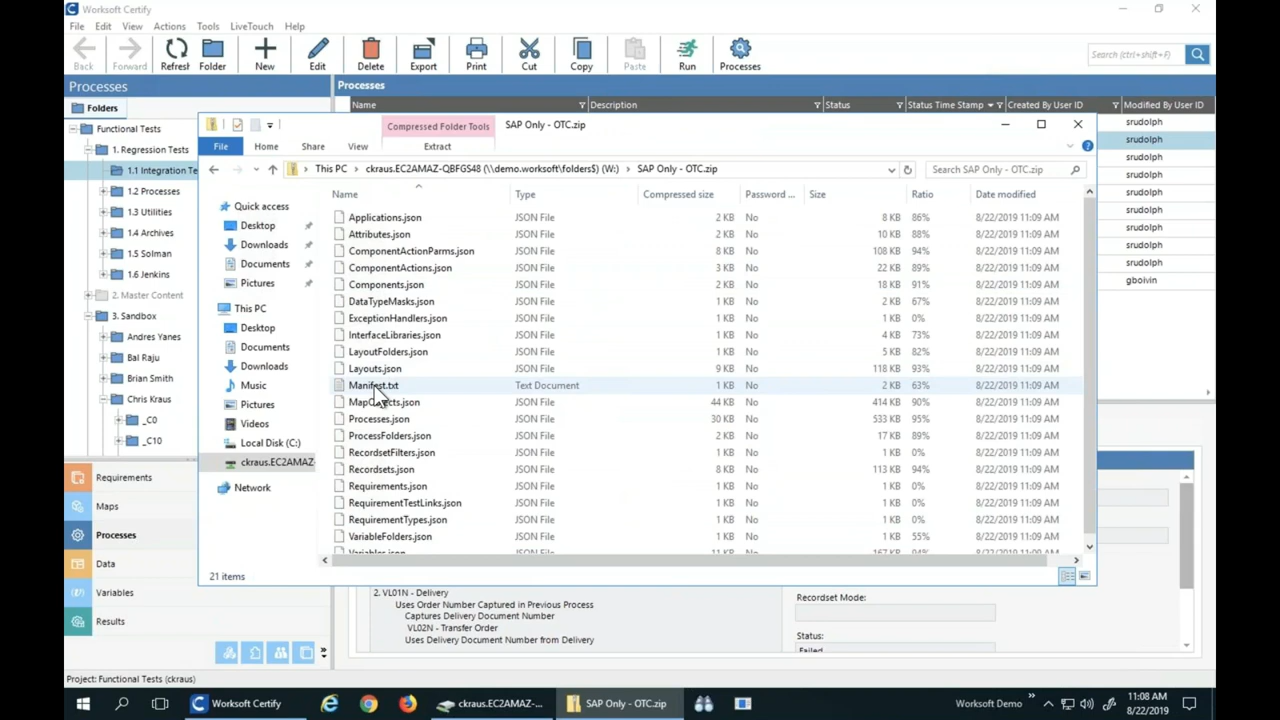 Worksoft Certify
File Edit View Actions Tools LiveTouch Help
Back Forward Refresh Folder New Edit Delete Export Print Cut Copy Paste Run Processes
Search (ctrl+shift+F)
Processes
Processes
Folders
Name Description Status Status Time Stamp Created By User ID Modified By User ID
Functional Tests
1. Regression Tests
1.1 Integration Te
1.2 Processes
1.3 Utilities
1.4 Archives
1.5 Solman
1.6 Jenkins
2. Master Content
3. Sandbox
Andres Yanes
Bal Raju
Brian Smith
Chris Kraus
_C0
_C10
srudolph
srudolph
srudolph
srudolph
srudolph
srudolph
srudolph
srudolph
srudolph
gboivin
Compressed Folder Tools SAP Only - OTC.zip
File Home Share View Extract
This PC ckraus.EC2AMAZ-QBFGS48 (\\demo.worksoft\folders$) (W:) SAP Only - OTC.zip
Search SAP Only - OTC.zip
Quick access
Desktop
Downloads
Documents
Pictures
This PC
Desktop
Documents
Downloads
Music
Pictures
Videos
Local Disk (C:)
ckraus.EC2AMAZ-
Network
Name Type Compressed size Password ... Size Ratio Date modified
Applications.json JSON File 2 KB No 8 KB 86% 8/22/2019 11:09 AM
Attributes.json JSON File 2 KB No 10 KB 88% 8/22/2019 11:09 AM
ComponentActionParms.json JSON File 8 KB No 108 KB 94% 8/22/2019 11:09 AM
ComponentActions.json JSON File 3 KB No 22 KB 89% 8/22/2019 11:09 AM
Components.json JSON File 2 KB No 18 KB 91% 8/22/2019 11:09 AM
DataTypeMasks.json JSON File 1 KB No 2 KB 67% 8/22/2019 11:09 AM
ExceptionHandlers.json JSON File 1 KB No 1 KB 0% 8/22/2019 11:09 AM
InterfaceLibraries.json JSON File 1 KB No 4 KB 73% 8/22/2019 11:09 AM
LayoutFolders.json JSON File 1 KB No 5 KB 82% 8/22/2019 11:09 AM
Layouts.json JSON File 9 KB No 118 KB 93% 8/22/2019 11:09 AM
Manifest.txt Text Document 1 KB No 2 KB 63% 8/22/2019 11:09 AM
MapObjects.json JSON File 44 KB No 414 KB 90% 8/22/2019 11:09 AM
Processes.json JSON File 30 KB No 533 KB 95% 8/22/2019 11:09 AM
ProcessFolders.json JSON File 2 KB No 17 KB 89% 8/22/2019 11:09 AM
RecordsetFilters.json JSON File 1 KB No 1 KB 0% 8/22/2019 11:09 AM
Recordsets.json JSON File 8 KB No 113 KB 94% 8/22/2019 11:09 AM
Requirements.json JSON File 1 KB No 1 KB 0% 8/22/2019 11:09 AM
RequirementTestLinks.json JSON File 1 KB No 1 KB 0% 8/22/2019 11:09 AM
RequirementTypes.json JSON File 1 KB No 1 KB 0% 8/22/2019 11:09 AM
VariableFolders.json JSON File 1 KB No 1 KB 55% 8/22/2019 11:09 AM
Variables.json JSON File 11 KB No 167 KB 94% 8/22/2019 11:09 AM
21 items
Requirements
Maps
Processes
Data
Variables
Results
2. VL01N - Delivery
Uses Order Number Captured in Previous Process
Captures Delivery Document Number
VL02N - Transfer Order
Uses Delivery Document Number from Delivery
Recordset Mode:
Status:
Failed
Project: Functional Tests (ckraus)
Worksoft Certify ckraus.EC2AMAZ-... SAP Only - OTC.zip Worksoft Demo 11:08 AM
8/22/2019